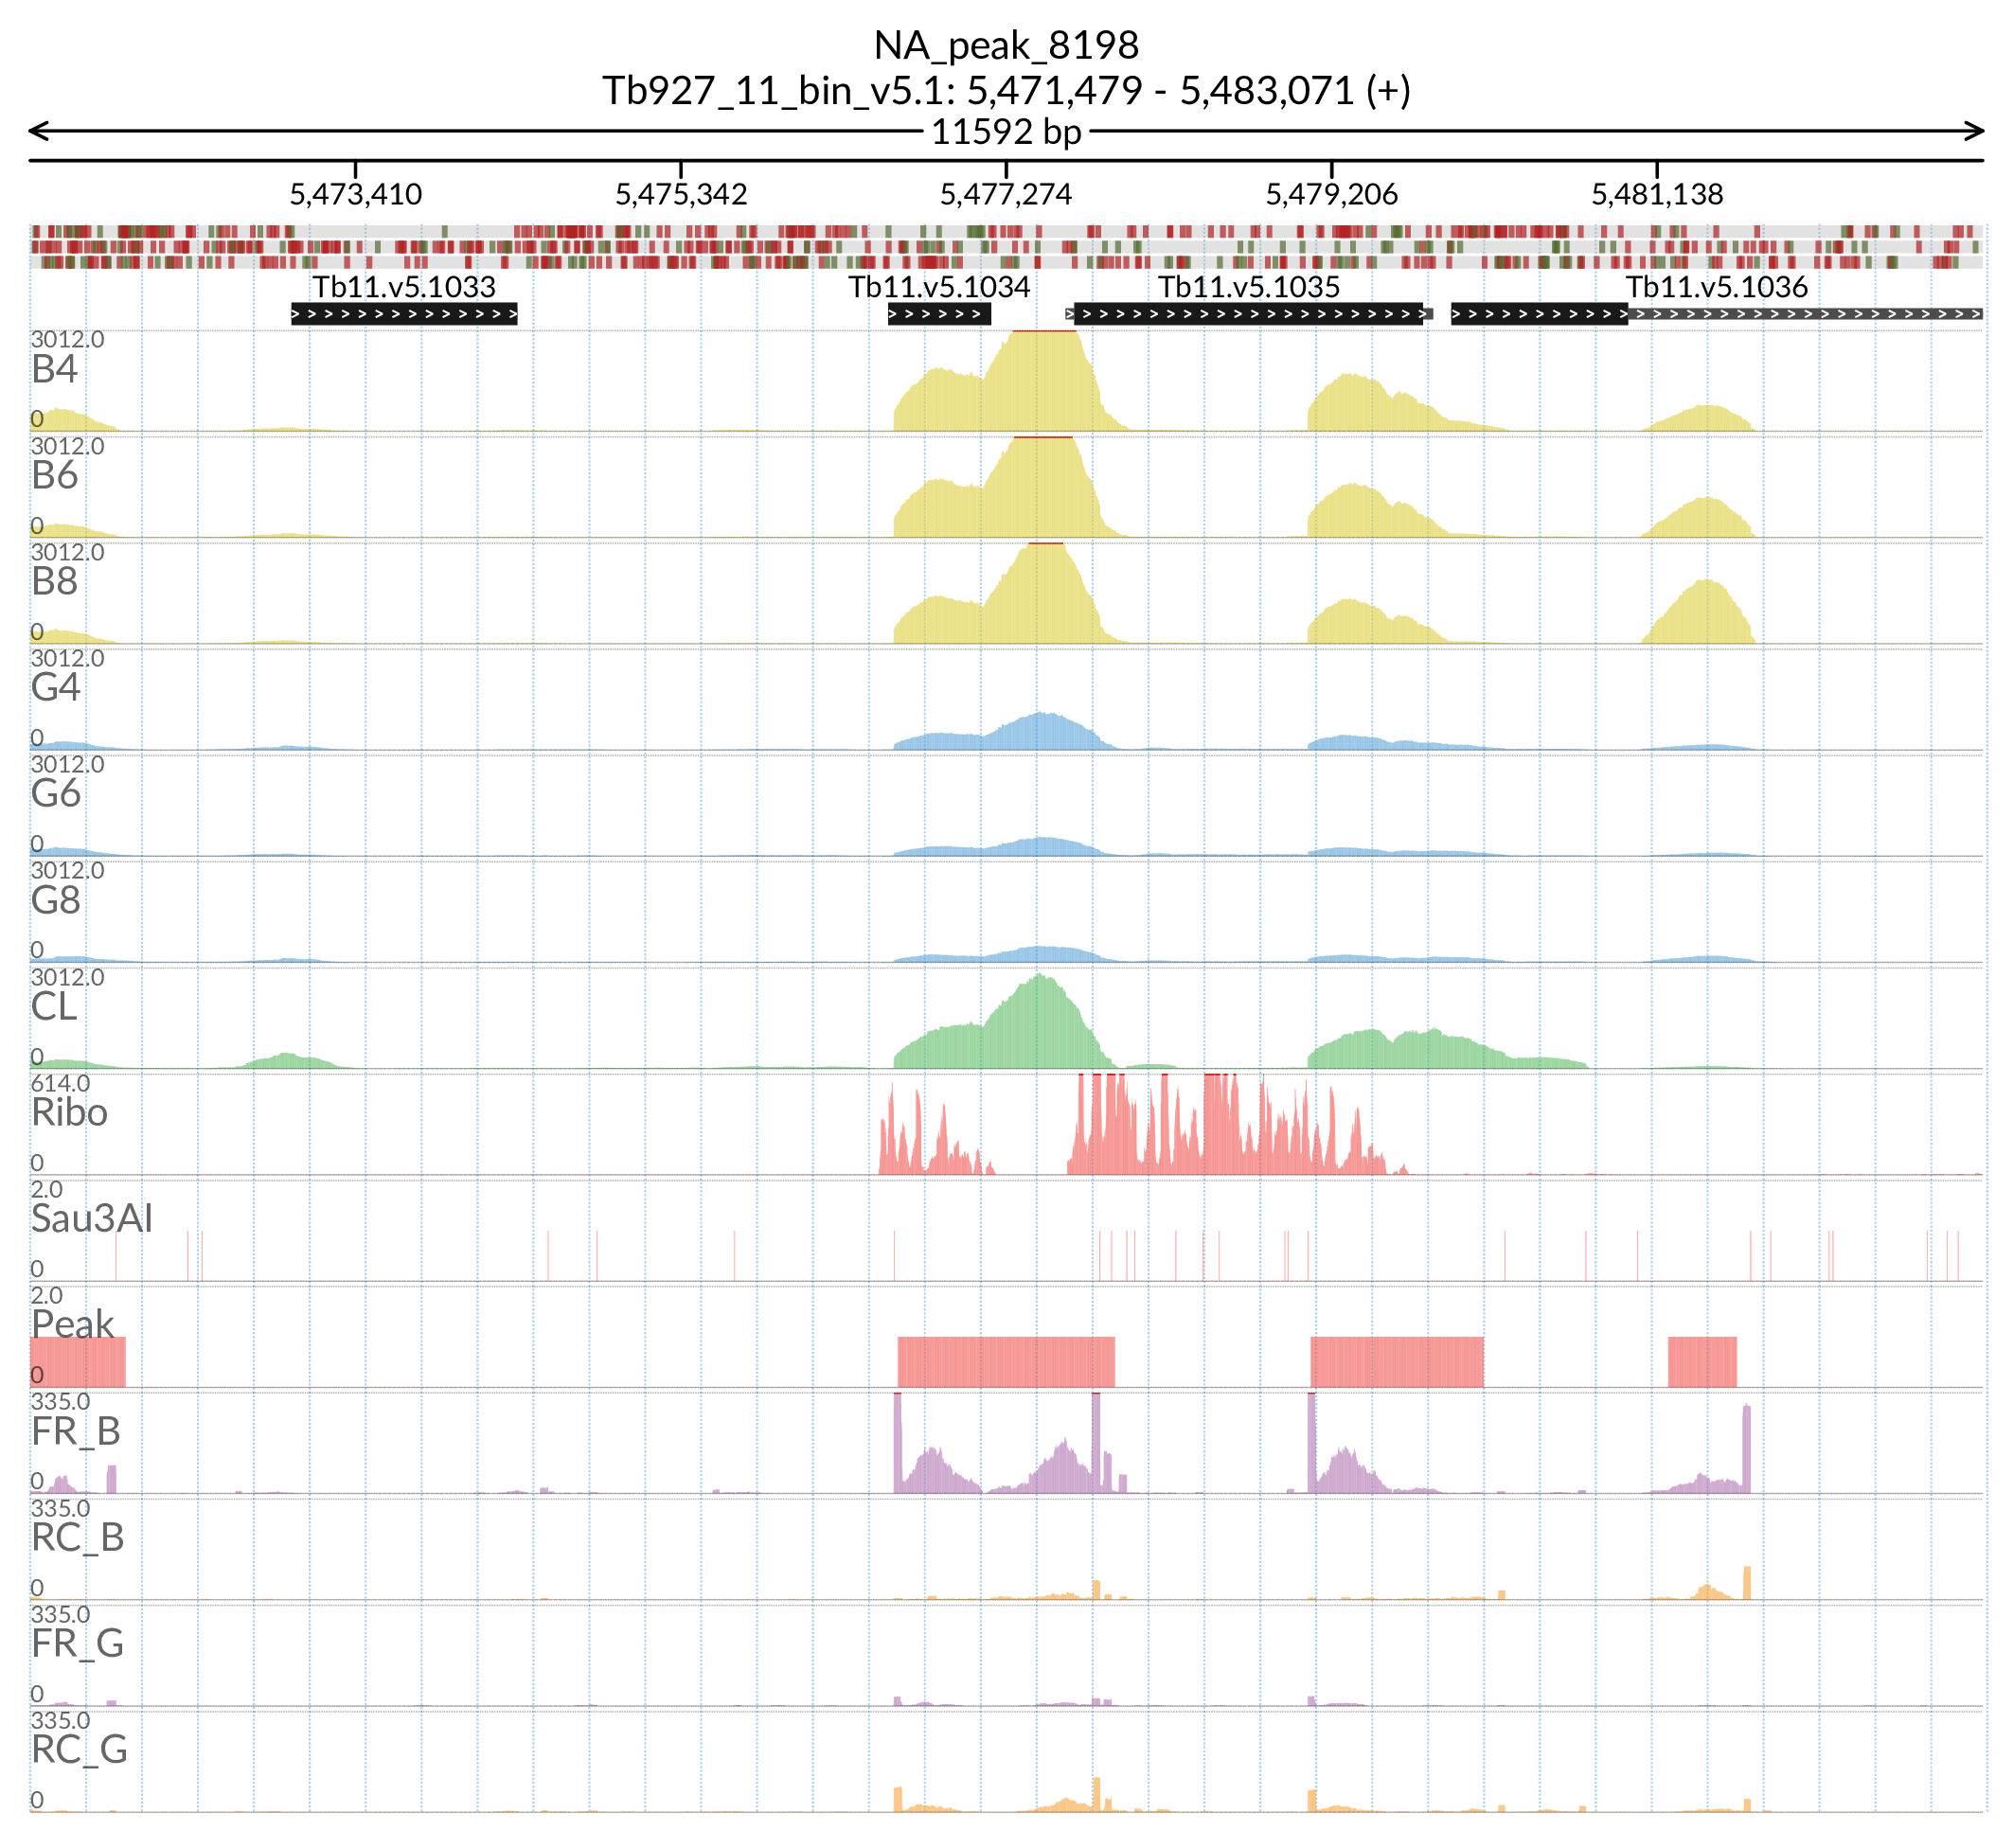 NA_peak_8198
Tb927_11_bin_v5.1: 5,471,479 - 5,483,071 (+)
11592 bp
5,473,410 5,475,342 5,477,274 5,479,206 5,481,138
Tb11.v5.1033 Tb11.v5.1034 Tb11.v5.1035 Tb11.v5.1036
3012.0
B4
0
3012.0
B6
0
3012.0
B8
0
3012.0
G4
0
3012.0
G6
0
3012.0
G8
0
3012.0
CL
0
614.0
Ribo
0
2.0
Sau3AI
0
2.0
Peak
0
335.0
FR_B
0
335.0
RC_B
0
335.0
FR_G
0
335.0
RC_G
0